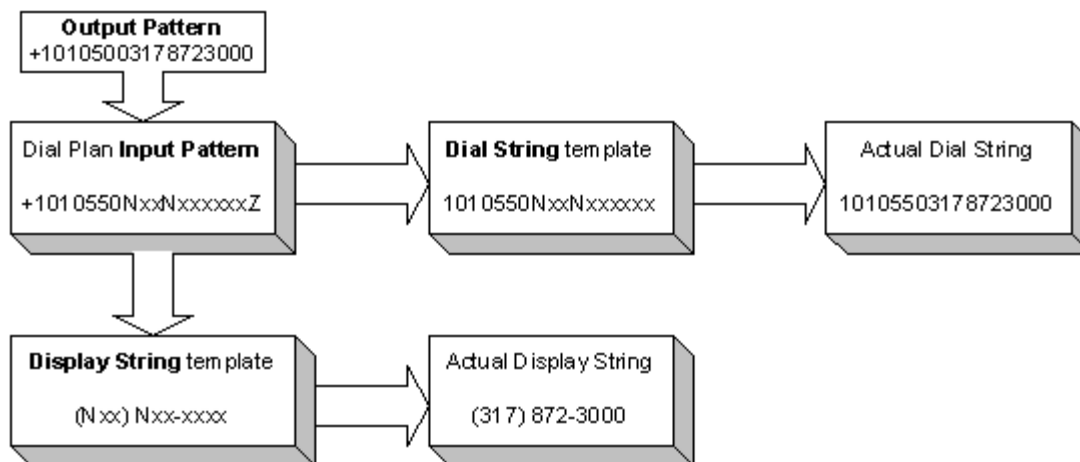 Output Pattern
+10105003178723000
Dial Plan Input Pattern
+1010550NxxNxxxxxxZ
Dial String template
1010550NxxNxxxxxx
Actual Dial String
10105503178723000
Display String template
(Nxx) Nxx-xxxx
Actual Display String
(317) 872-3000